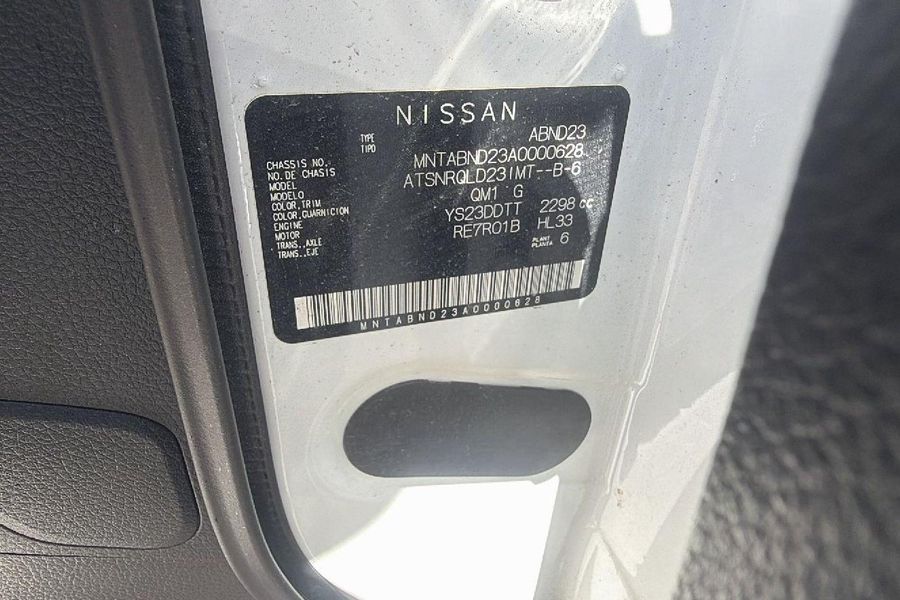 NISSAN
TYPE
TIPO ABND23
CHASSIS NO.
NO. DE CHASIS MNTABND23A0000628
MODEL
MODELO ATSNRQLD23IMT--B-6
COLOR,TRIM
COLOR,GUARNICION QM1 G
ENGINE
MOTOR YS23DDTT 2298 cc
TRANS.,AXLE
TRANS.,EJE RE7R01B HL33
PLANT
PLANTA 6
MNTABND23A0000628